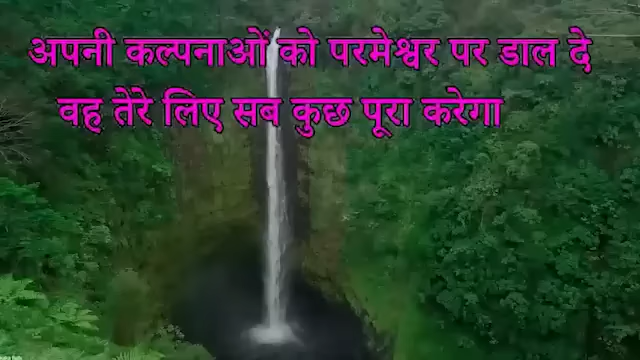 अपनी कल्पनाओं को परमेश्वर पर डाल दे
वह तेरे लिए सब कुछ पूरा करेगा